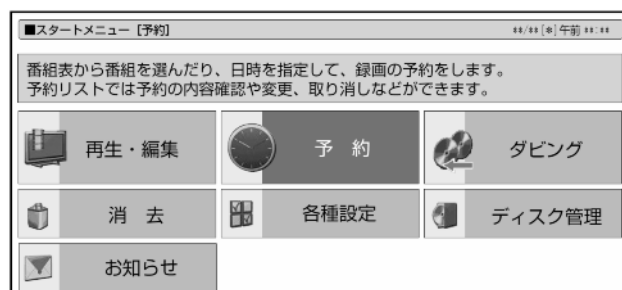 ■スタートメニュー [予約]
**/** [*] 午前 **:**
番組表から番組を選んだり、日時を指定して、録画の予約をします。
予約リストでは予約の内容確認や変更、取り消しなどができます。
再生・編集
予 約
ダビング
消 去
各種設定
ディスク管理
お知らせ